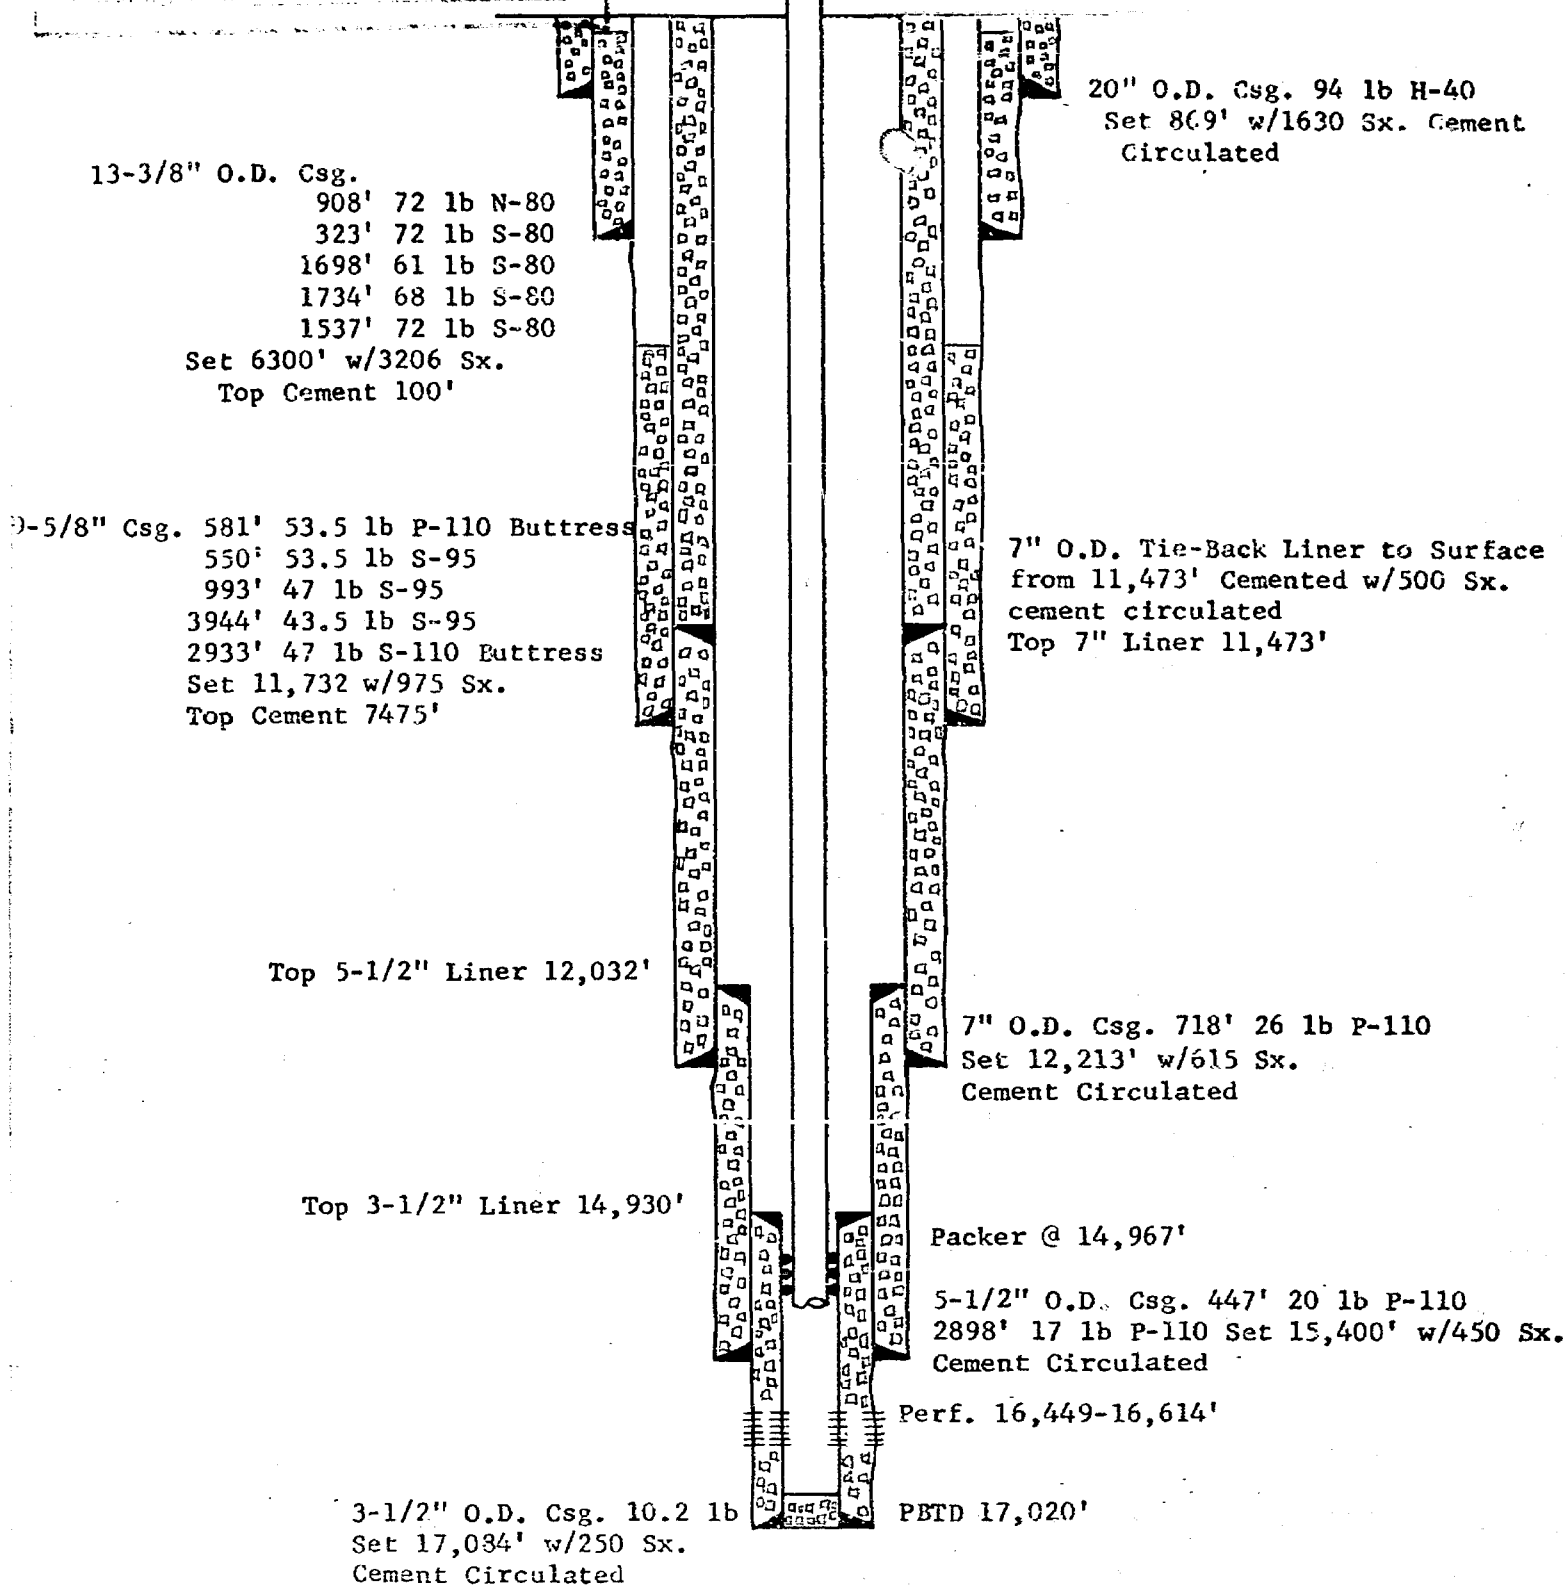 20" O.D. Csg. 94 lb H-40
Set 869' w/1630 Sx. Cement
Circulated
13-3/8" O.D. Csg.
908' 72 lb N-80
323' 72 lb S-80
1698' 61 lb S-80
1734' 68 lb S-80
1537' 72 lb S-80
Set 6300' w/3206 Sx.
Top Cement 100'
9-5/8" Csg. 581' 53.5 lb P-110 Buttress
550' 53.5 lb S-95
993' 47 lb S-95
3944' 43.5 lb S-95
2933' 47 lb S-110 Buttress
Set 11,732 w/975 Sx.
Top Cement 7475'
7" O.D. Tie-Back Liner to Surface
from 11,473' Cemented w/500 Sx.
cement circulated
Top 7" Liner 11,473'
Top 5-1/2" Liner 12,032'
7" O.D. Csg. 718' 26 lb P-110
Set 12,213' w/615 Sx.
Cement Circulated
Top 3-1/2" Liner 14,930'
Packer @ 14,967'
5-1/2" O.D. Csg. 447' 20 lb P-110
2898' 17 lb P-110 Set 15,400' w/450 Sx.
Cement Circulated
Perf. 16,449-16,614'
3-1/2" O.D. Csg. 10.2 lb
Set 17,084' w/250 Sx.
Cement Circulated
PBTD 17,020'